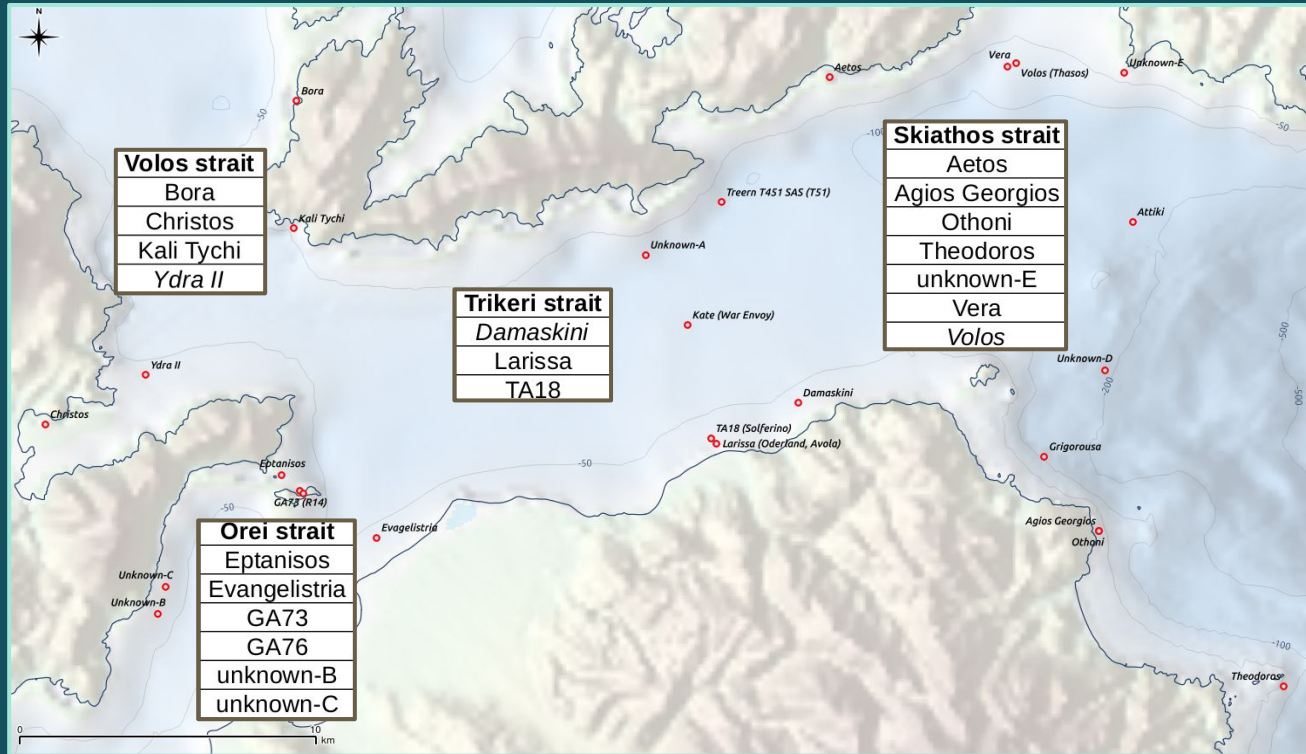 N
Vera
Volos (Thasos)
Unknown-E
Aetos
Bora
-50
-50
-100
Volos strait
Bora
Christos
Kali Tychi
Ydra II
Skiathos strait
Aetos
Agios Georgios
Othoni
Theodoros
unknown-E
Vera
Volos
Treern T451 SAS (T51)
Attiki
Kali Tychi
Unknown-A
Trikeri strait
Damaskini
Larissa
TA18
Kate (War Envoy)
-500
Unknown-D
-200
-500
Ydra II
Damaskini
Christos
TA18 (Solferino)
Larissa (Oderland, Avola)
Grigorousa
Eptanisos
-50
GA73 (R14)
-50
Evagelistria
Agios Georgios
Othoni
Orei strait
Eptanisos
Evangelistria
GA73
GA76
unknown-B
unknown-C
Unknown-C
Unknown-B
-100
Theodoros
0 10
km